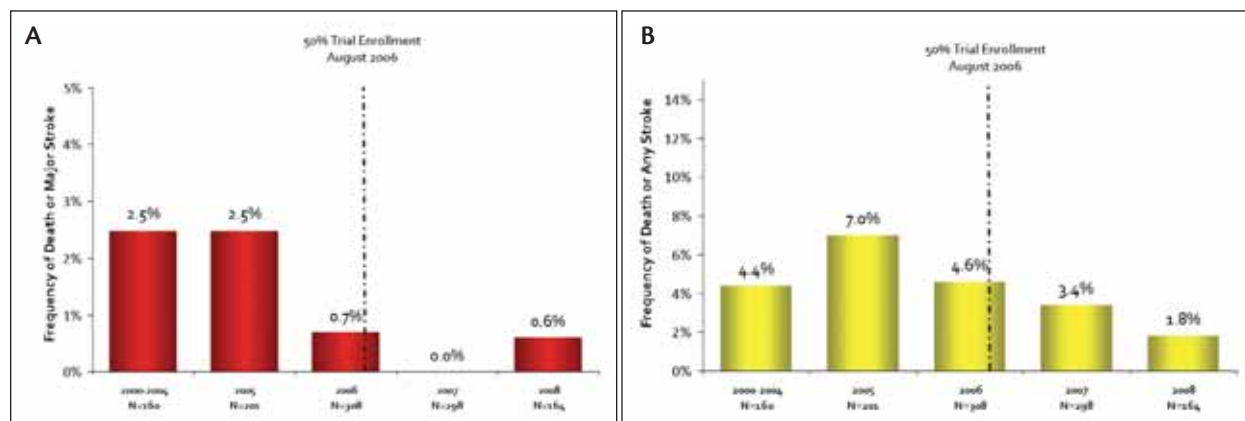 A
50% Trial Enrollment
August 2006
Frequency of Death or Major Stroke
5%
4%
3%
2%
1%
0%
2.5%
2.5%
0.7%
0.0%
0.6%
2000-2004
2005
2006
2007
2008
N=160
N=201
N=308
N=298
N=164
B
50% Trial Enrollment
August 2006
Frequency of Death or Any Stroke
14%
12%
10%
8%
6%
4%
2%
0%
4.4%
7.0%
4.6%
3.4%
1.8%
2000-2004
2005
2006
2007
2008
N=160
N=201
N=308
N=298
N=164